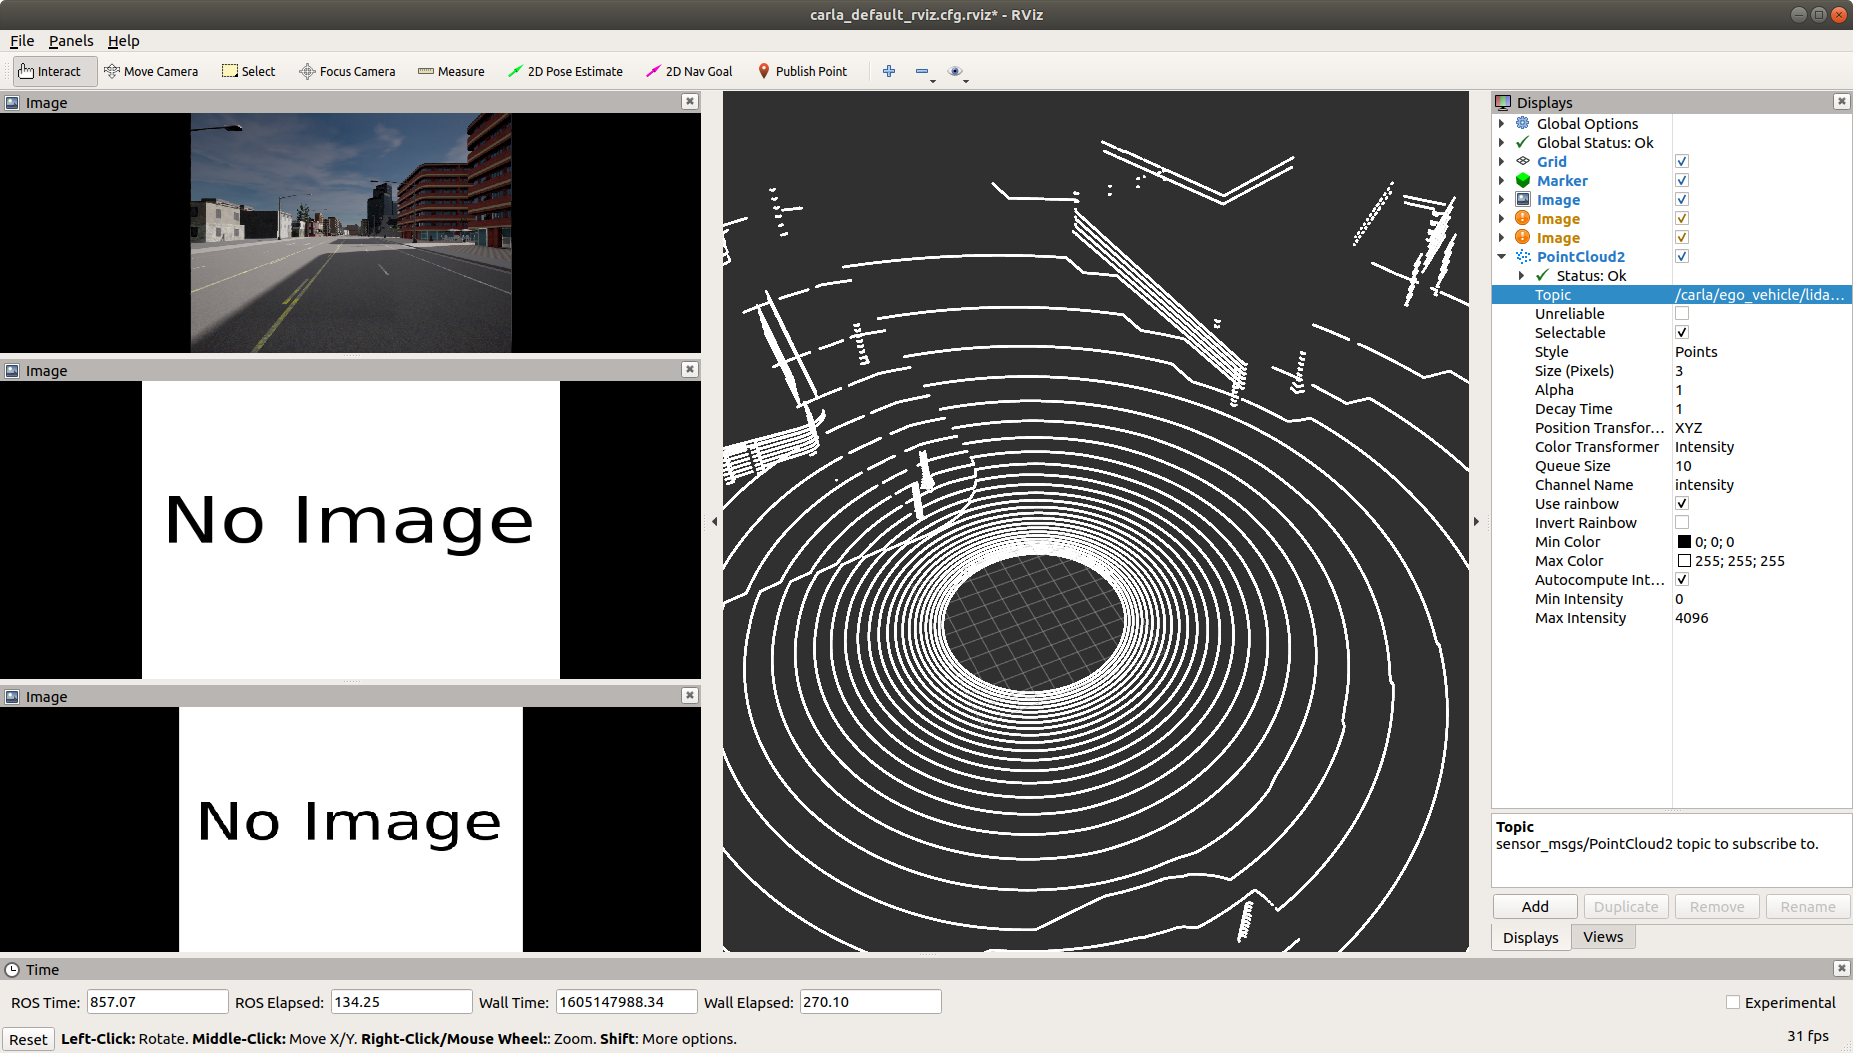 carla_default_rviz.cfg.rviz* - RViz
File Panels Help
Interact Move Camera Select Focus Camera Measure 2D Pose Estimate 2D Nav Goal Publish Point
Image
Image
No Image
Image
No Image
Displays
Global Options
Global Status: Ok
Grid
Marker
Image
Image
Image
PointCloud2
Status: Ok
Topic /carla/ego_vehicle/lida...
Unreliable
Selectable
Style Points
Size (Pixels) 3
Alpha 1
Decay Time 1
Position Transfor... XYZ
Color Transformer Intensity
Queue Size 10
Channel Name intensity
Use rainbow
Invert Rainbow
Min Color 0; 0; 0
Max Color 255; 255; 255
Autocompute Int...
Min Intensity 0
Max Intensity 4096
Topic
sensor_msgs/PointCloud2 topic to subscribe to.
Add Duplicate Remove Rename
Displays Views
Time
ROS Time: 857.07 ROS Elapsed: 134.25 Wall Time: 1605147988.34 Wall Elapsed: 270.10 Experimental
Reset Left-Click: Rotate. Middle-Click: Move X/Y. Right-Click/Mouse Wheel:: Zoom. Shift: More options. 31 fps